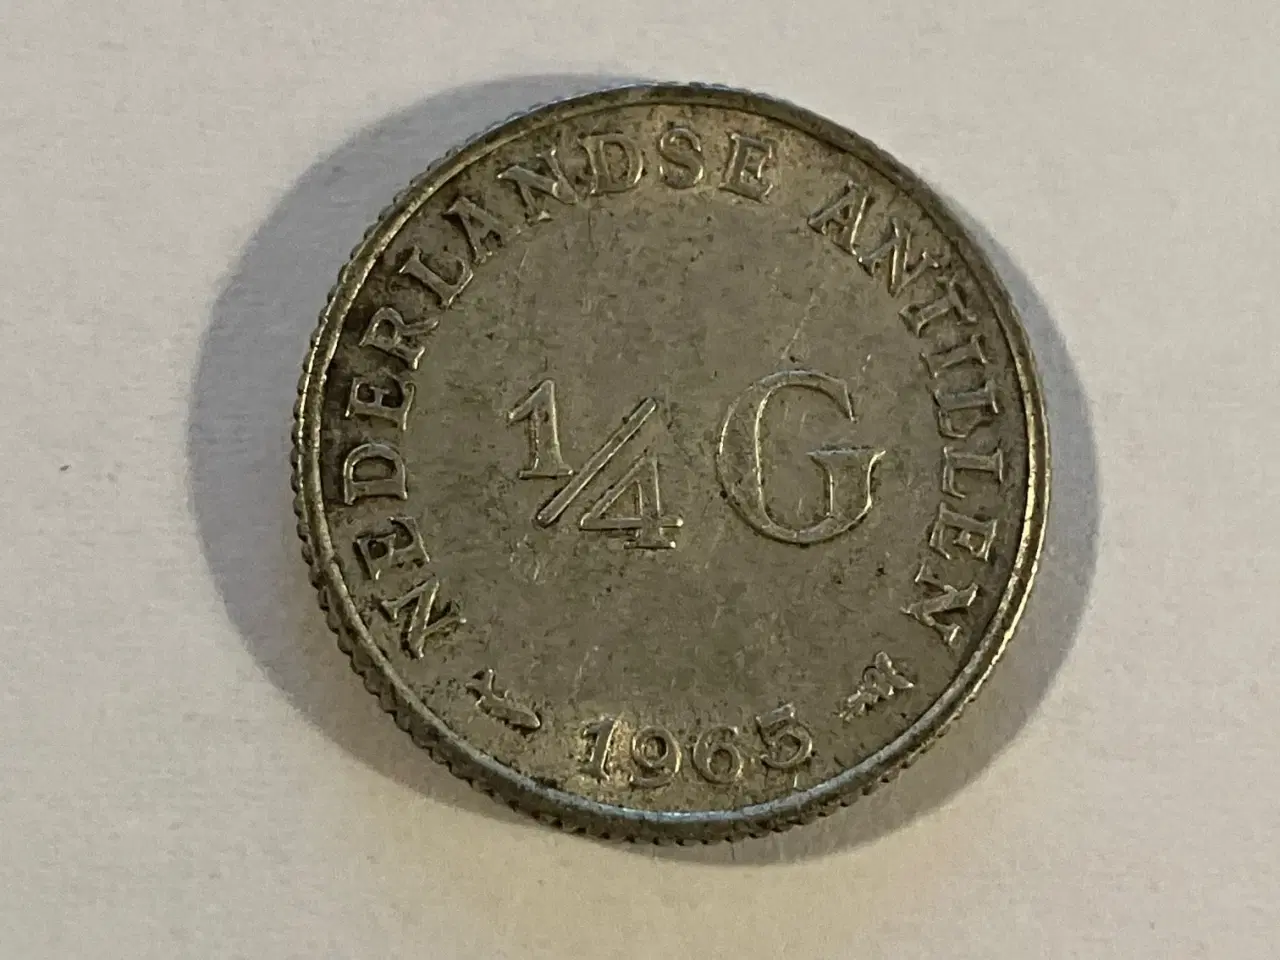 NEDERLANDSE ANTILLEN
1/4 G
1965